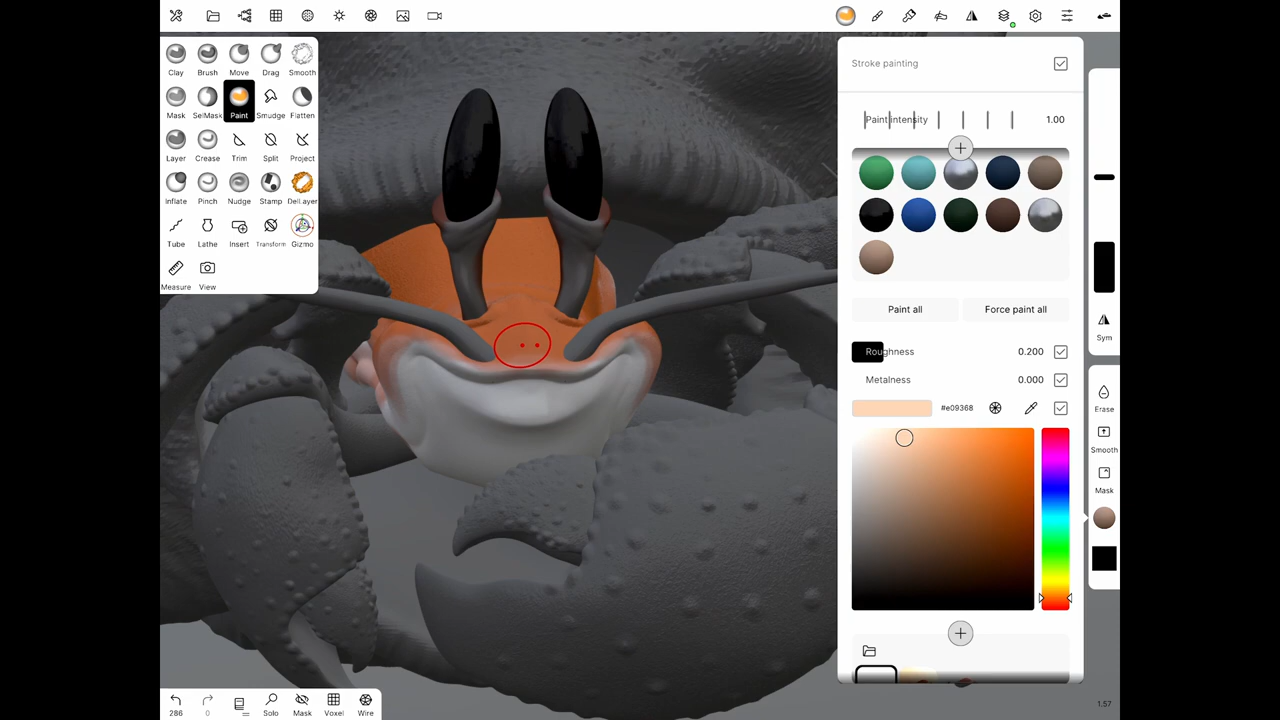 Stroke painting
Clay Brush Move Drag Smooth
Mask SelMask Paint Smudge Flatten
Paint intensity 1.00
Layer Crease Trim Split Project
Inflate Pinch Nudge Stamp DelLayer
Tube Lathe Insert Transform Gizmo
Measure View
Paint all Force paint all
Sym
Roughness 0.200
Metalness 0.000
#e09368
Erase
Smooth
Mask
286 0 Solo Mask Voxel Wire
1.57